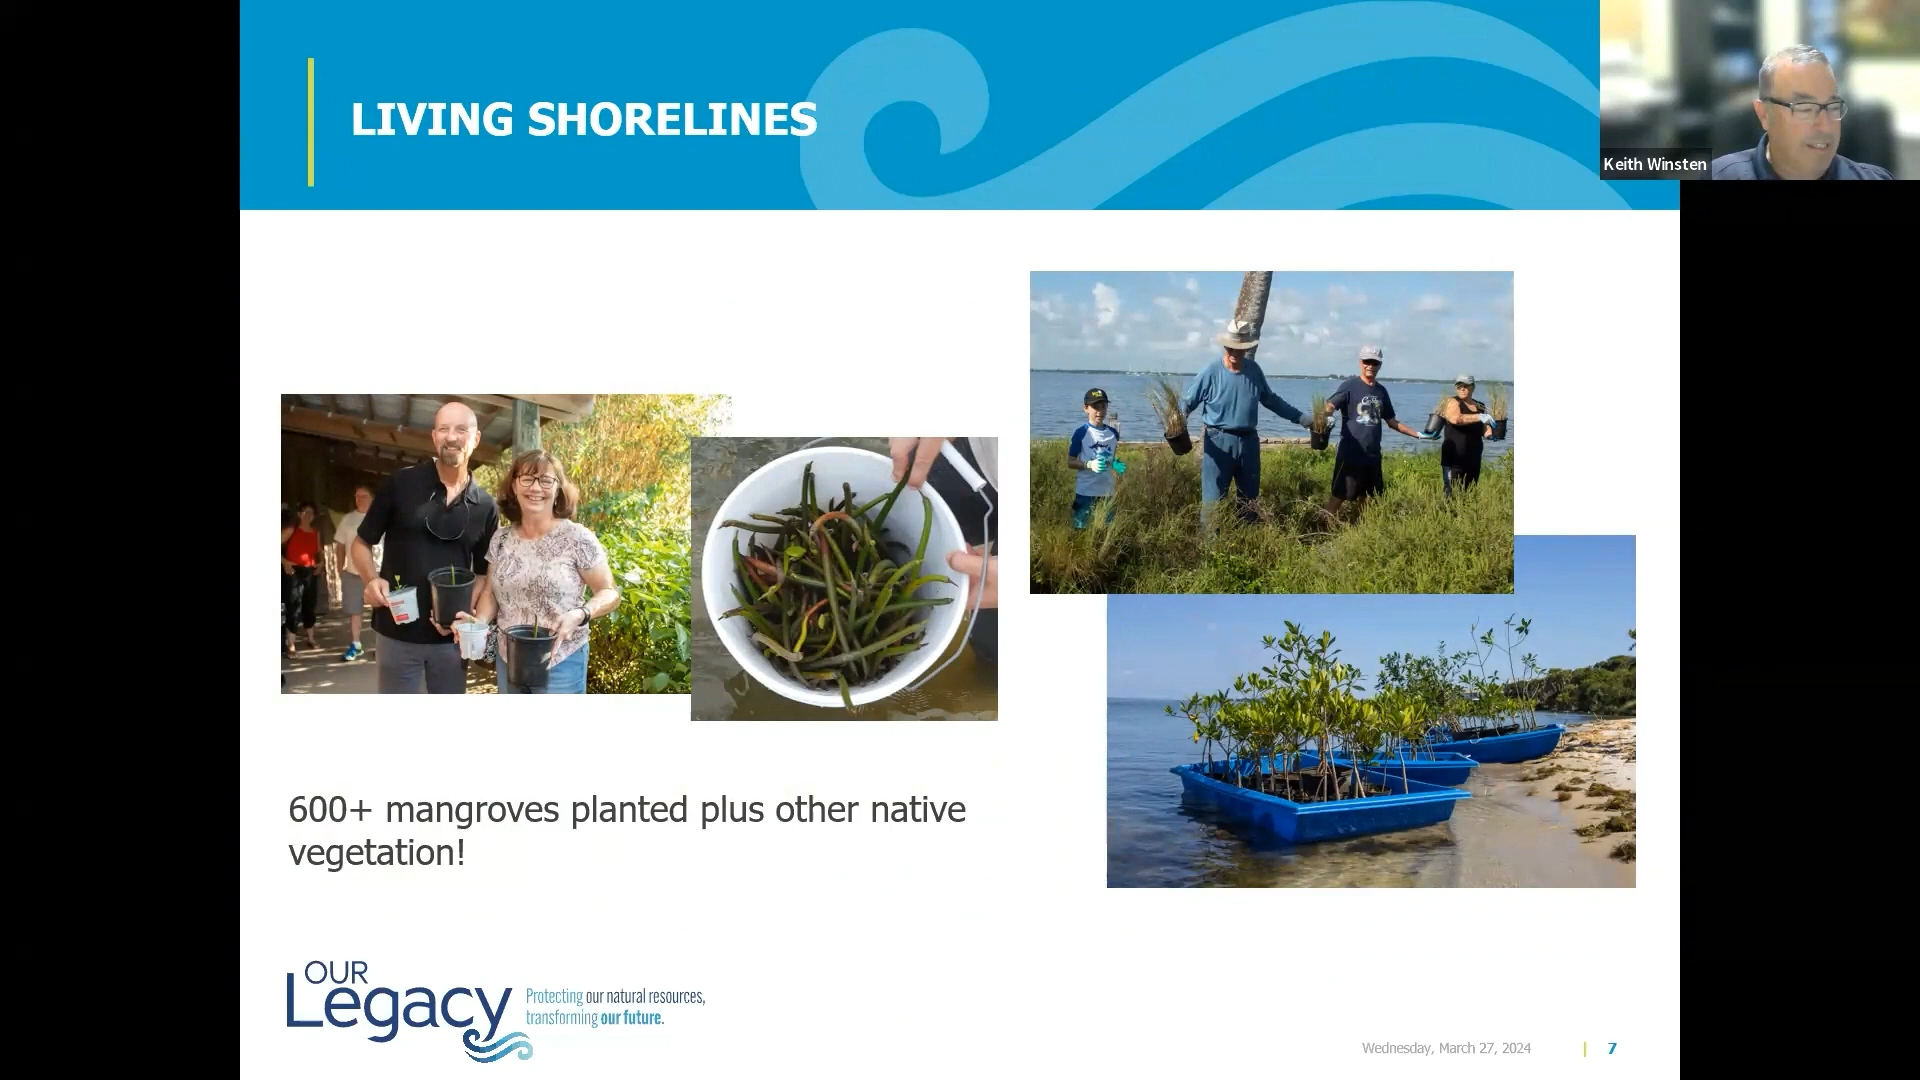 LIVING SHORELINES
Keith Winsten
600+ mangroves planted plus other native
vegetation!
OUR
Legacy
Protecting our natural resources,
transforming our future.
Wednesday, March 27, 2024
7